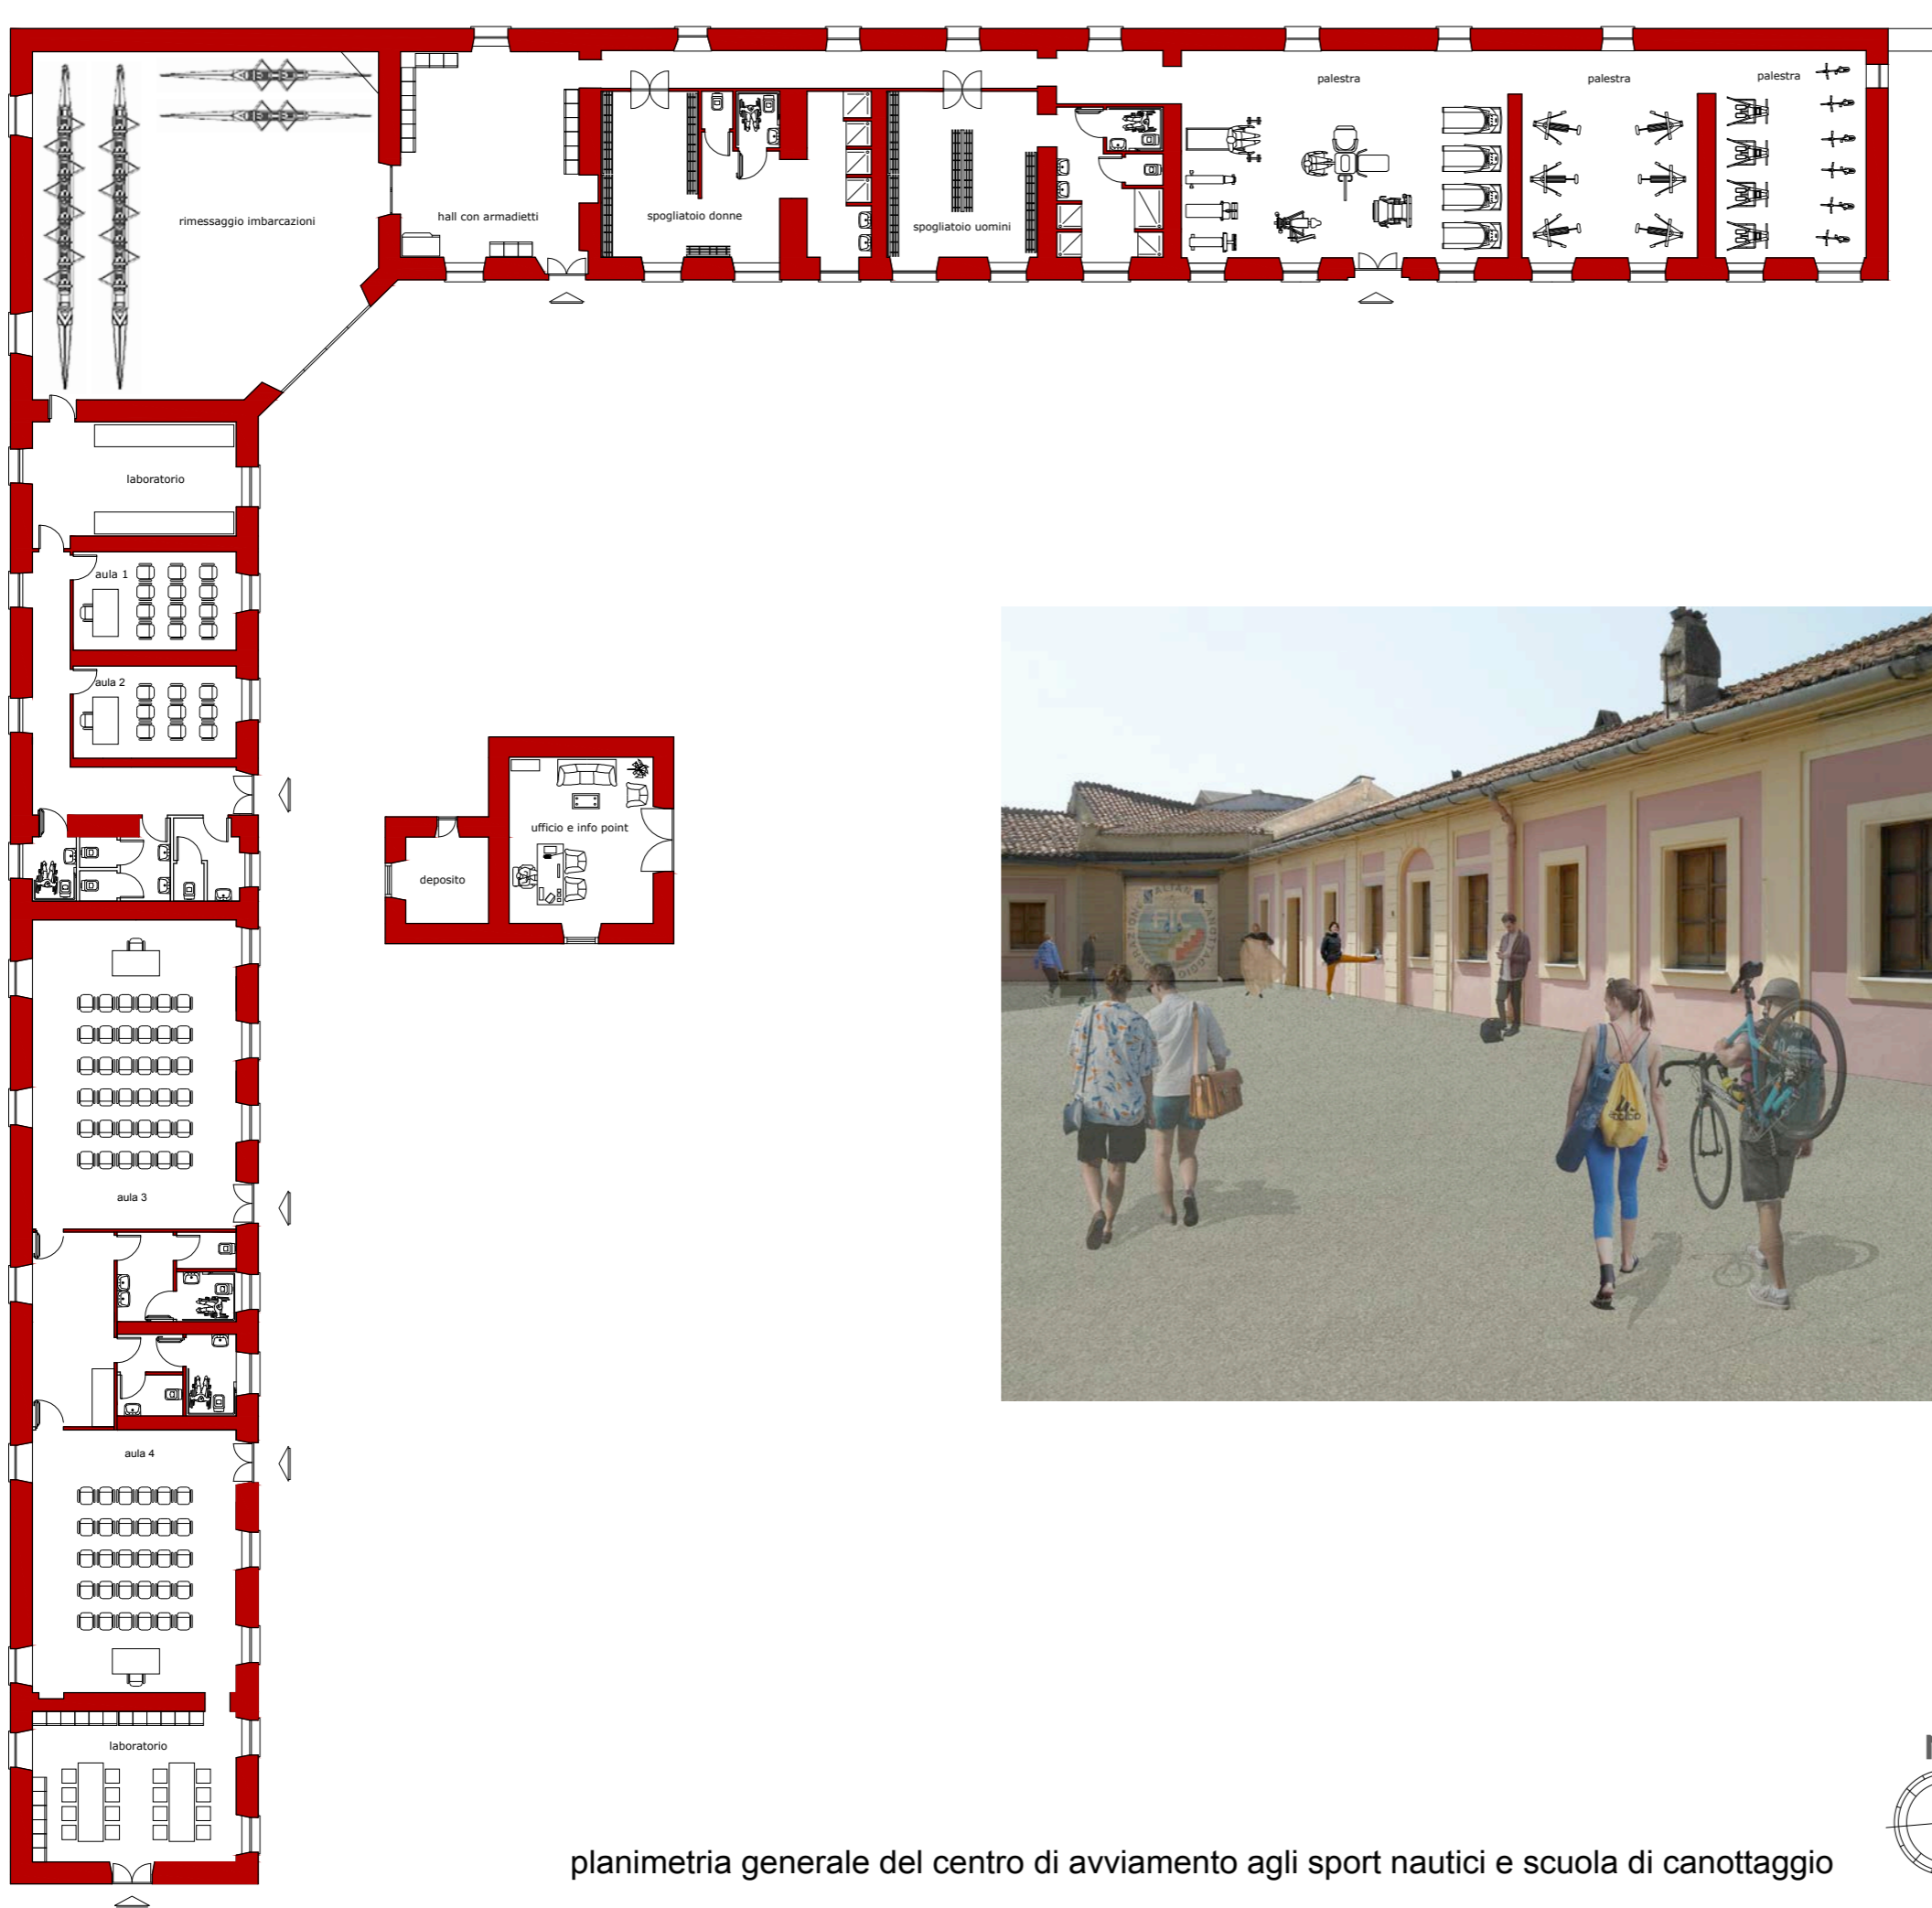 palestra
palestra
palestra
rimessaggio imbarcazioni
hall con armadietti
spogliatoio donne
spogliatoio uomini
laboratorio
aula 1
aula 2
ufficio e info point
deposito
aula 3
aula 4
laboratorio
planimetria generale del centro di avviamento agli sport nautici e scuola di canottaggio